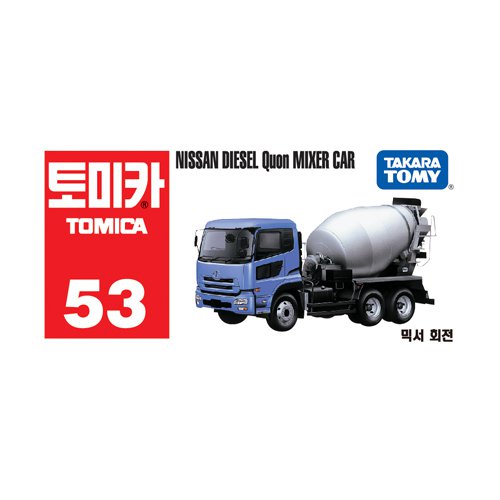 토미카®
TOMICA
53
NISSAN DIESEL Quon MIXER CAR
TAKARA
TOMY®
믹서 회전